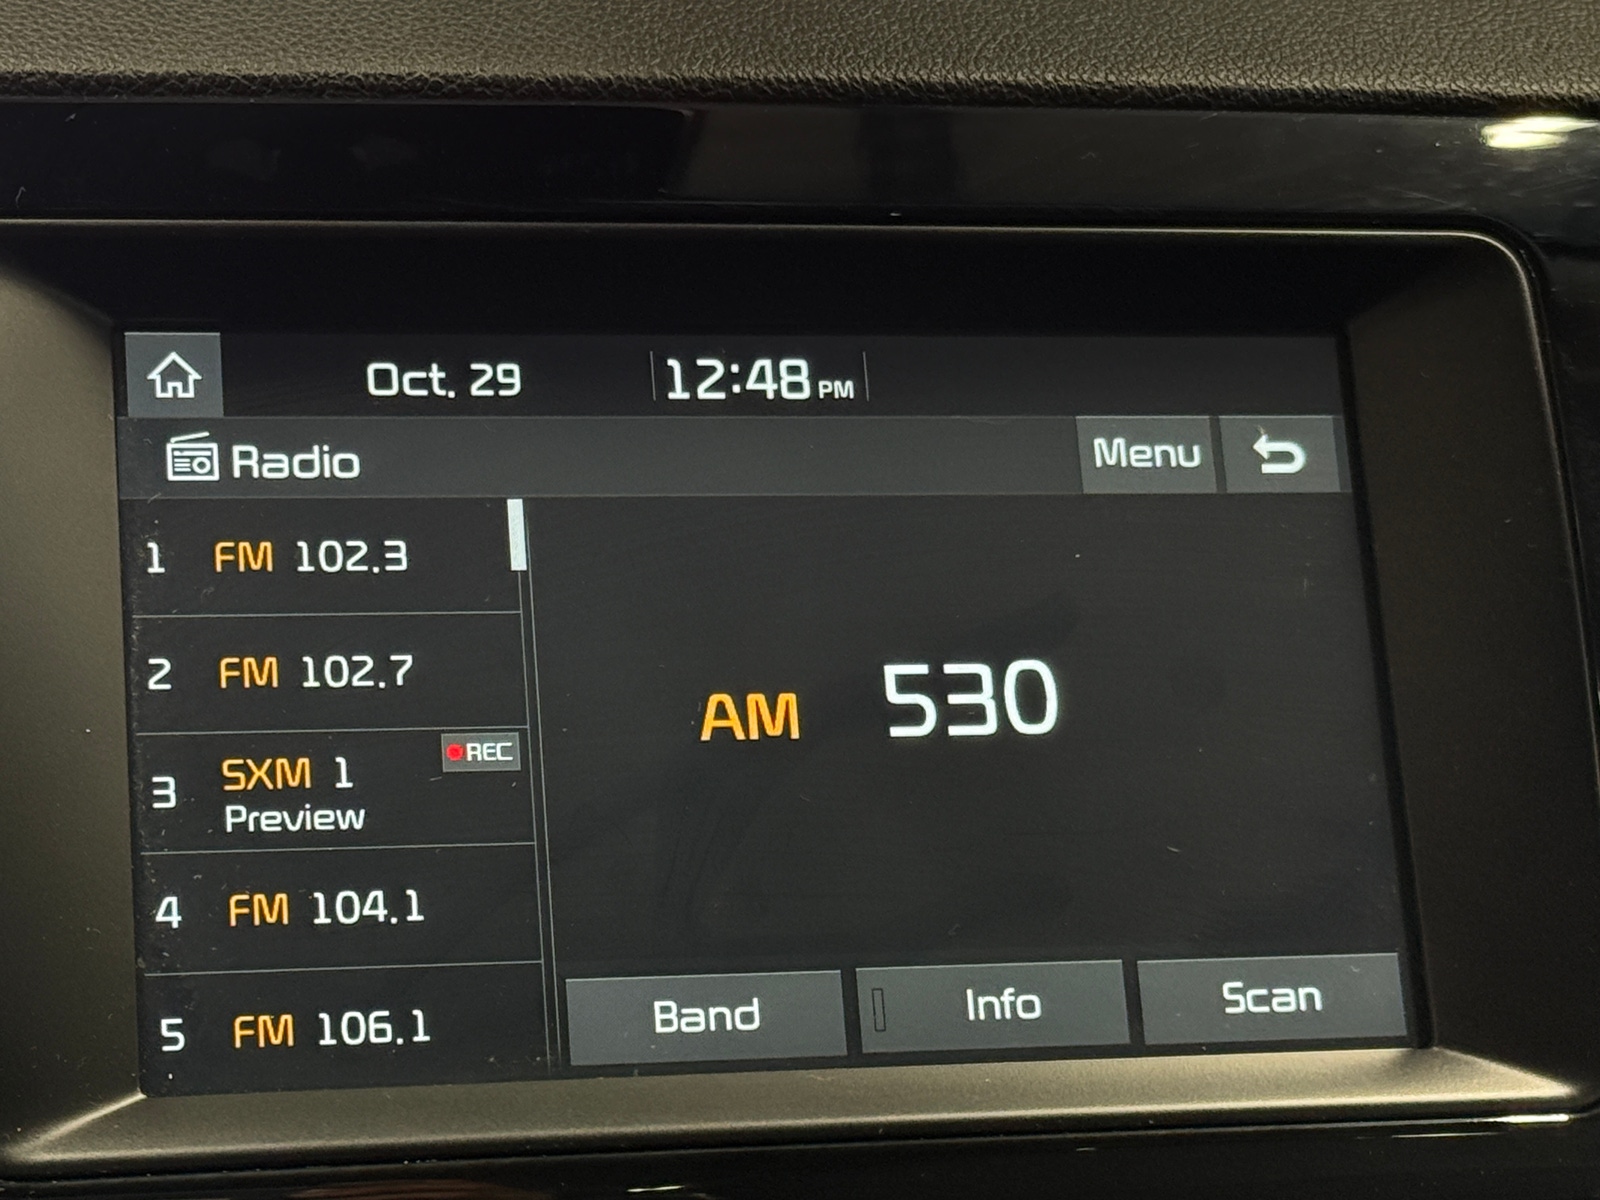 Oct. 29 12:48 PM
Radio Menu
1 FM 102.3
2 FM 102.7
3 SXM 1 REC
Preview
4 FM 104.1
5 FM 106.1
AM 530
Band Info Scan